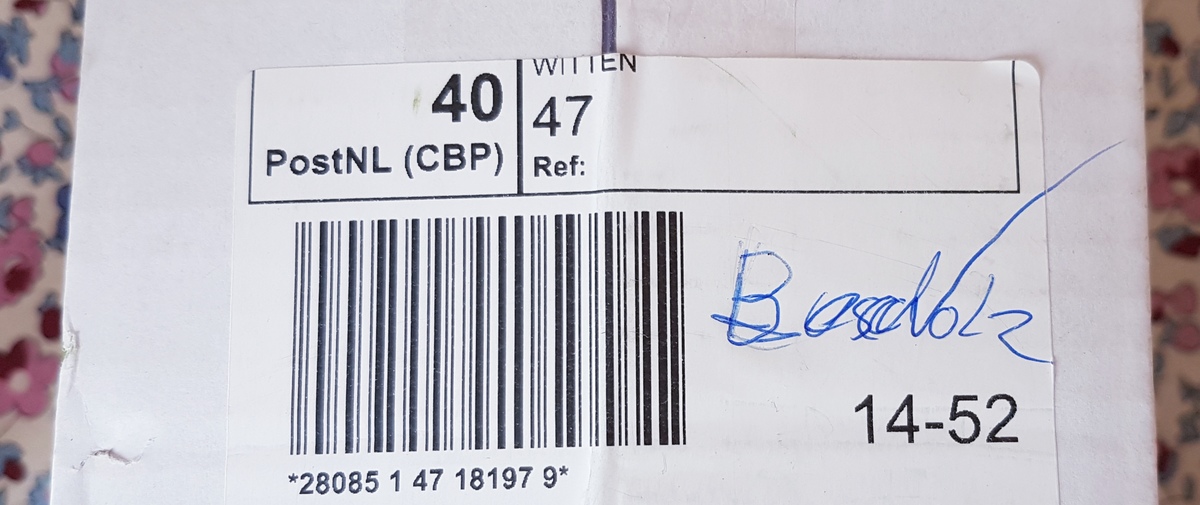 WITTEN
40
47
PostNL (CBP)
Ref:
14-52
*28085 1 47 18197 9*